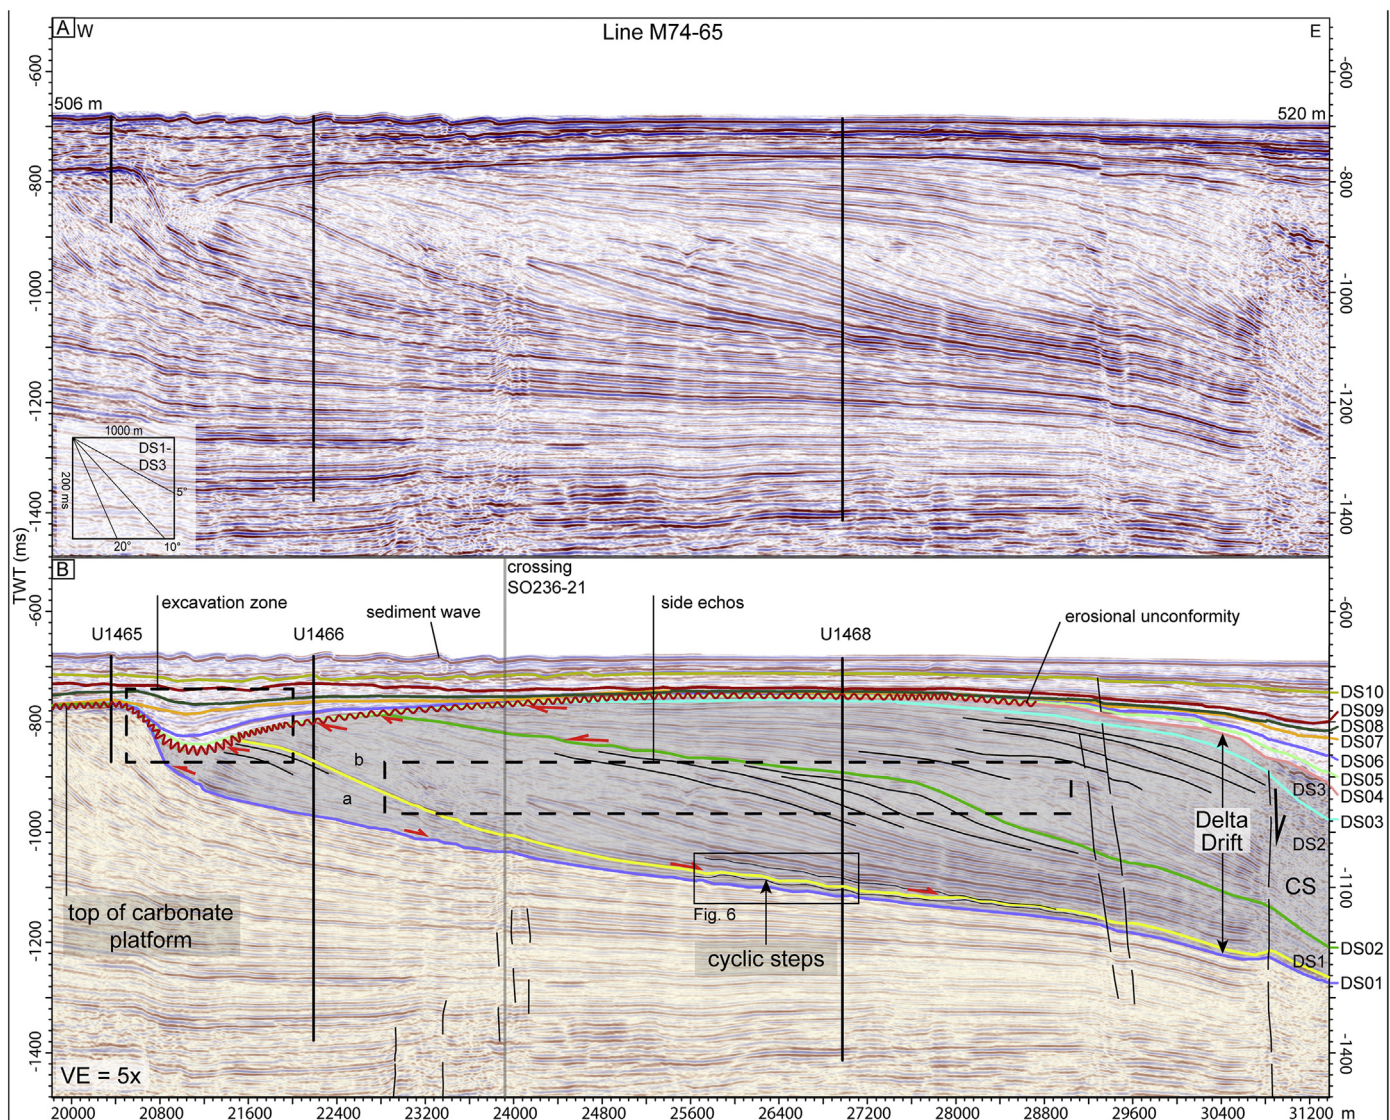 A W
Line M74-65
E
506 m
520 m
-600
-800
-1000
-1200
-1400
-600
-800
-1000
-1200
-1400
1000 m
DS1-
DS3
200 ms
5°
20°
10°
TWT (ms)
B
crossing
SO236-21
excavation zone
sediment wave
side echos
erosional unconformity
U1465
U1466
U1468
-600
-800
-1000
-1200
-1400
-600
-800
-1100
-1400
DS10
DS09
DS08
DS07
DS06
DS05
DS04
DS03
DS02
DS01
b
a
DS3
DS2
CS
DS1
Delta
Drift
top of carbonate
platform
Fig. 6
cyclic steps
VE = 5x
20000 20800 21600 22400 23200 24000 24800 25600 26400 27200 28000 28800 29600 30400 31200 m